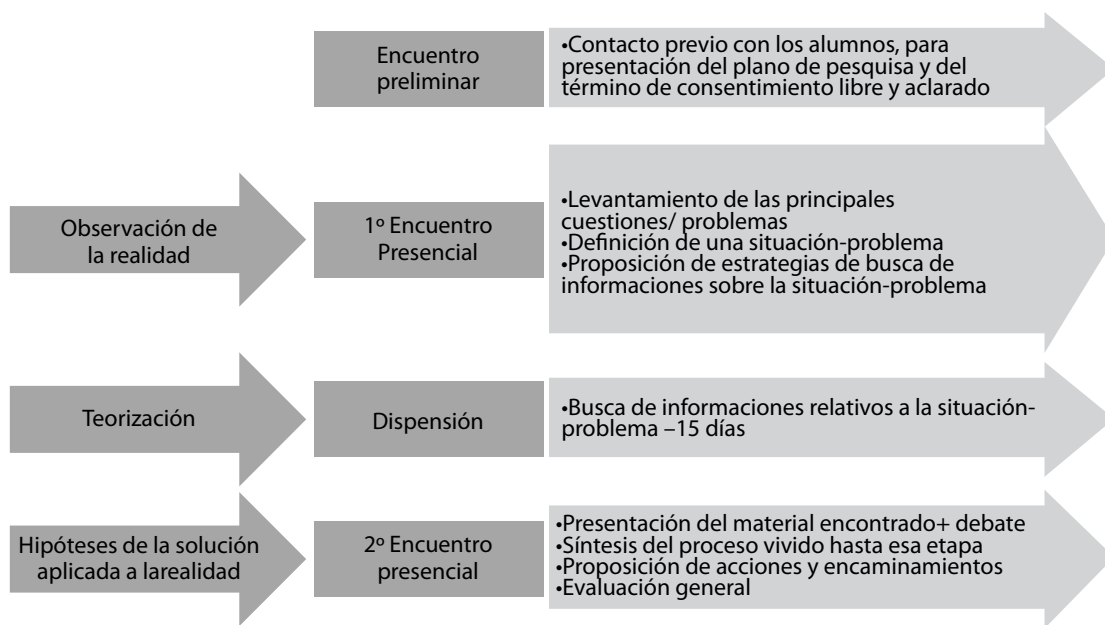 Encuentro
preliminar
•Contacto previo con los alumnos, para
presentación del plano de pesquisa y del
término de consentimiento libre y aclarado
Observación de
la realidad
1º Encuentro
Presencial
•Levantamiento de las principales
cuestiones/ problemas
•Definición de una situación-problema
•Proposición de estrategias de busca de
informaciones sobre la situación-problema
Teorización
Dispensión
•Busca de informaciones relativos a la situación-
problema –15 días
Hipóteses de la solución
aplicada a larealidad
2º Encuentro
presencial
•Presentación del material encontrado+ debate
•Síntesis del proceso vivido hasta esa etapa
•Proposición de acciones y encaminamientos
•Evaluación general